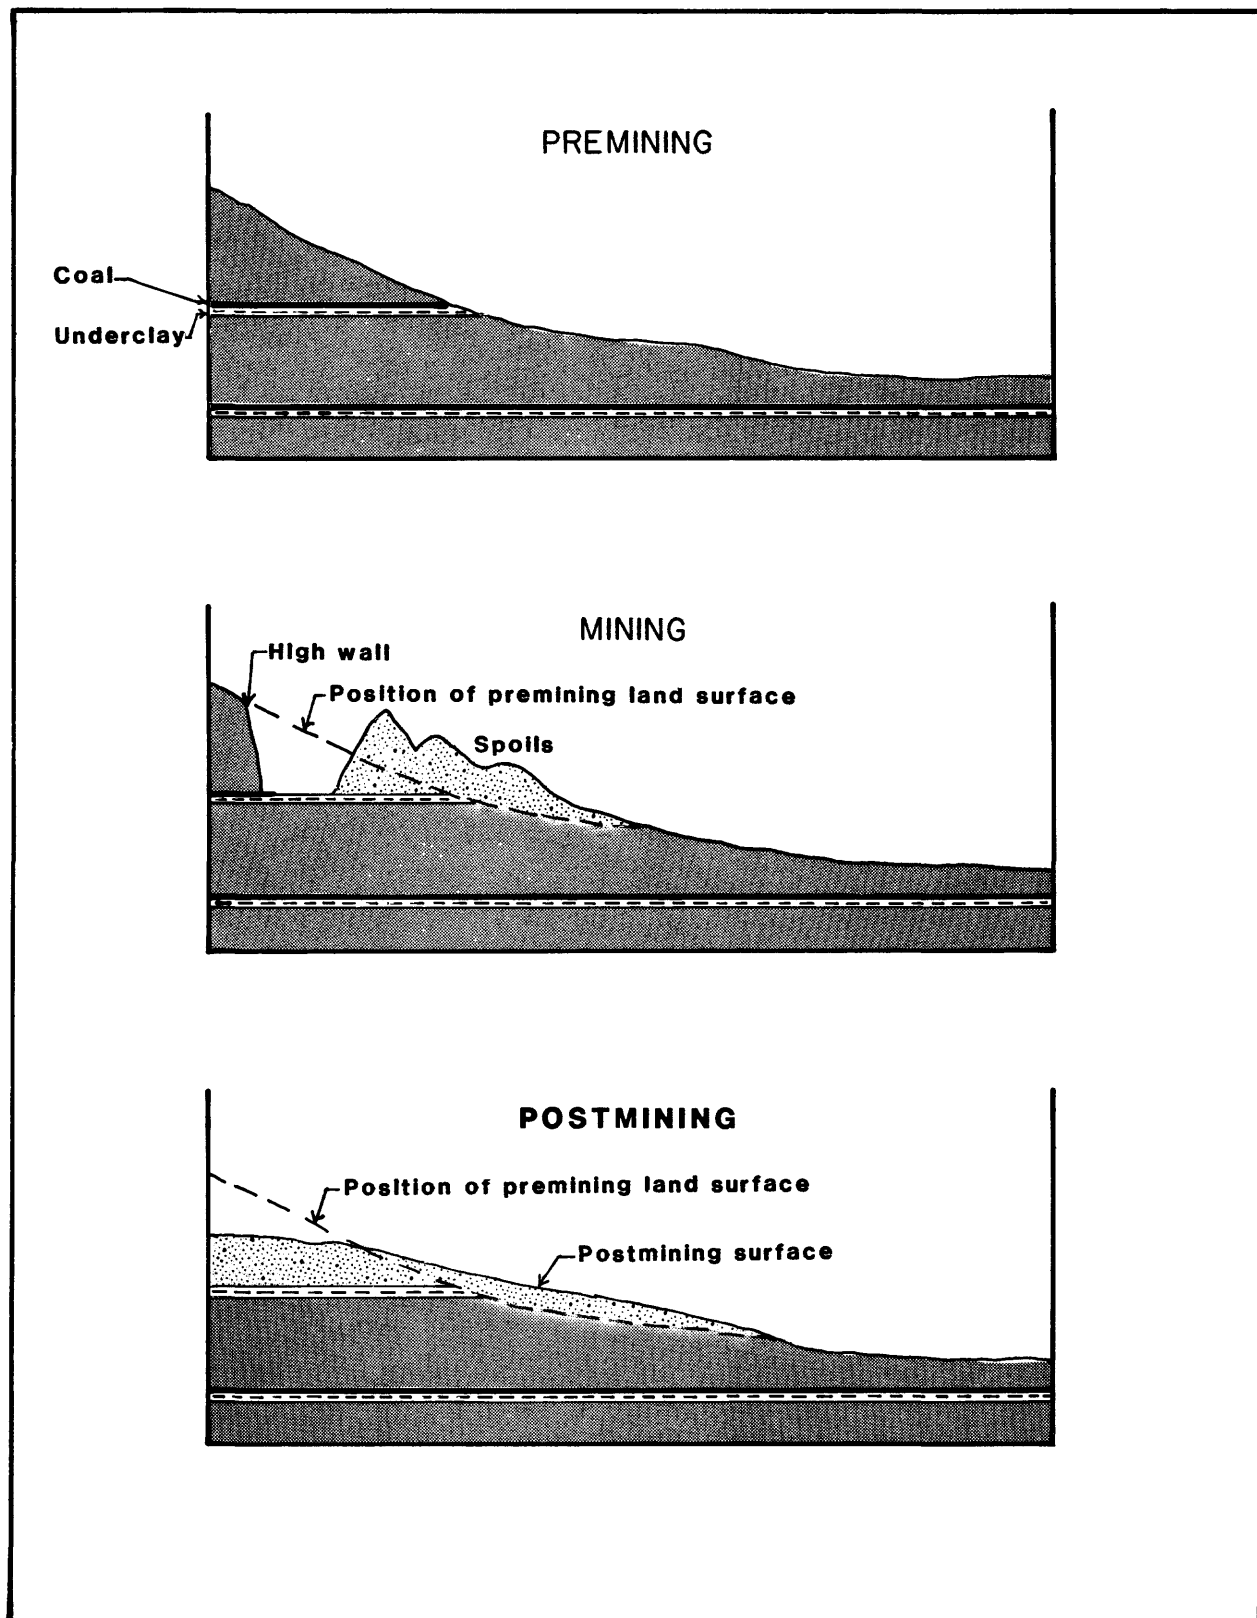 PREMINING
Coal
Underclay
MINING
High wall
Position of premining land surface
Spoils
POSTMINING
Position of premining land surface
Postmining surface